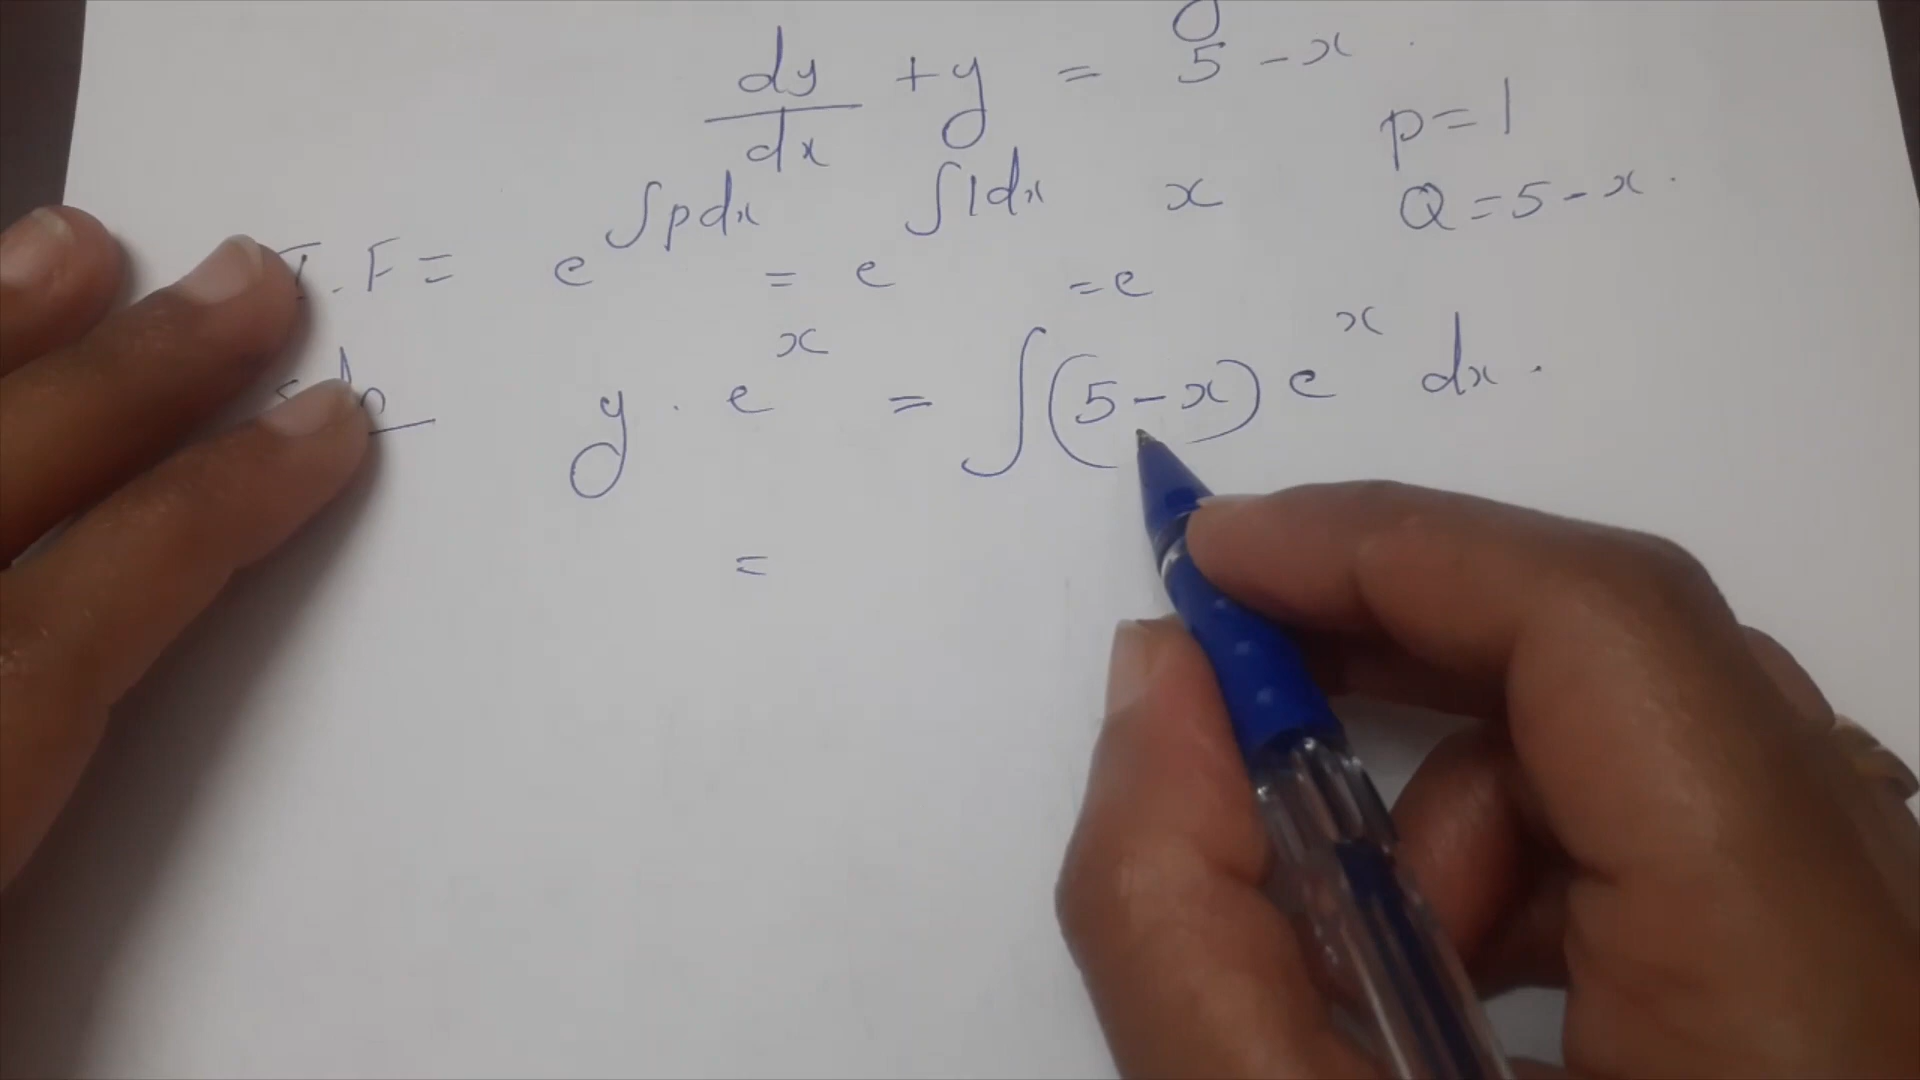 dy/dx + y = 5 - x .
p = 1
Q = 5 - x .
I.F = e^∫pdx = e^∫1dx = e^x
y . e^x = ∫(5 - x) e^x dx .
=